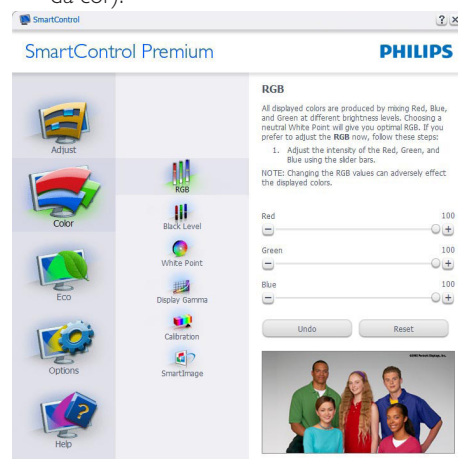 da cor).
SmartControl
? x
SmartControl Premium
PHILIPS
Adjust
Color
Eco
Options
Help
RGB
Black Level
White Point
Display Gamma
Calibration
SmartImage
RGB
All displayed colors are produced by mixing Red, Blue,
and Green at different brightness levels. Choosing a
neutral White Point will give you optimal RGB. If you
prefer to adjust the RGB now, follow these steps:
1. Adjust the intensity of the Red, Green, and
Blue using the slider bars.
NOTE: Changing the RGB values can adversely effect
the displayed colors.
Red 100
Green 100
Blue 100
Undo Reset